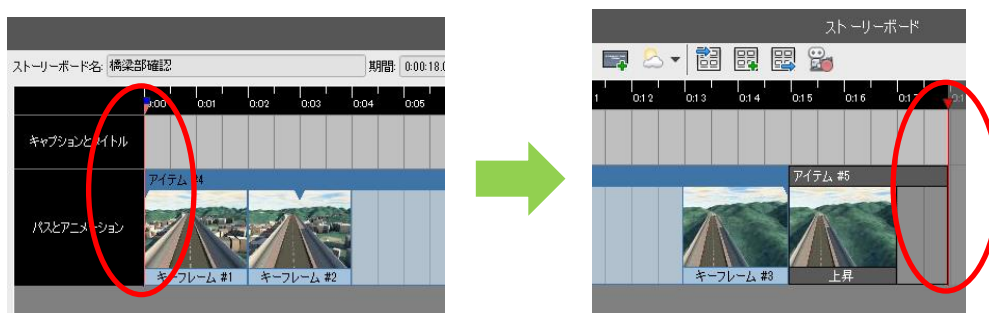 ストーリーボード
ストーリーボード名: 橋梁部確認 期間: 0:00:18.0
0:00 0:01 0:02 0:03 0:04 0:05
1 0:12 0:13 0:14 0:15 0:16 0:17
キャプションとタイトル
アイテム #4
アイテム #5
パスとアニメーション
キーフレーム #1 キーフレーム #2
キーフレーム #3 上昇